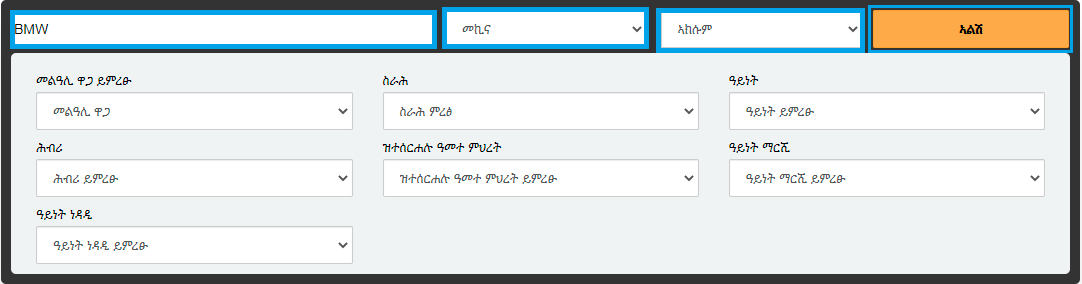 BMW መኪና ኣክሱም ኣልሽ
መልዓሊ ዋጋ ይምረፁ ስራሕ ዓይነት
መልዓሊ ዋጋ ስራሕ ምረፅ ዓይነት ይምረፁ
ሕብሪ ዝተሰርሐሉ ዓመተ ምህረት ዓይነት ማርሺ
ሕብሪ ይምረፁ ዝተሰርሐሉ ዓመተ ምህረት ይምረፁ ዓይነት ማርሺ ይምረፁ
ዓይነት ነዳዲ
ዓይነት ነዳዲ ይምረፁ